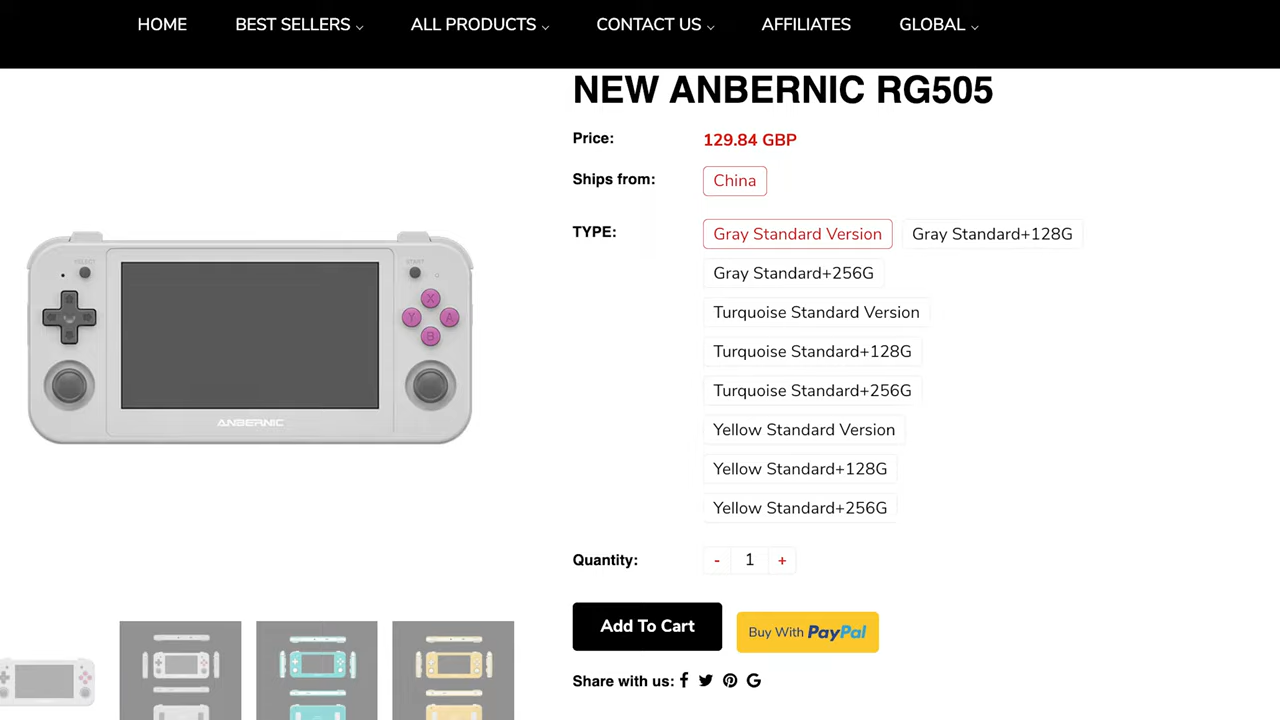 HOME BEST SELLERS ALL PRODUCTS CONTACT US AFFILIATES GLOBAL
NEW ANBERNIC RG505
Price: 129.84 GBP
Ships from: China
TYPE: Gray Standard Version Gray Standard+128G
Gray Standard+256G
Turquoise Standard Version
Turquoise Standard+128G
Turquoise Standard+256G
Yellow Standard Version
Yellow Standard+128G
Yellow Standard+256G
Quantity: - 1 +
Add To Cart Buy With PayPal
Share with us:
SELECT START
X
Y A
B
ANBERNIC